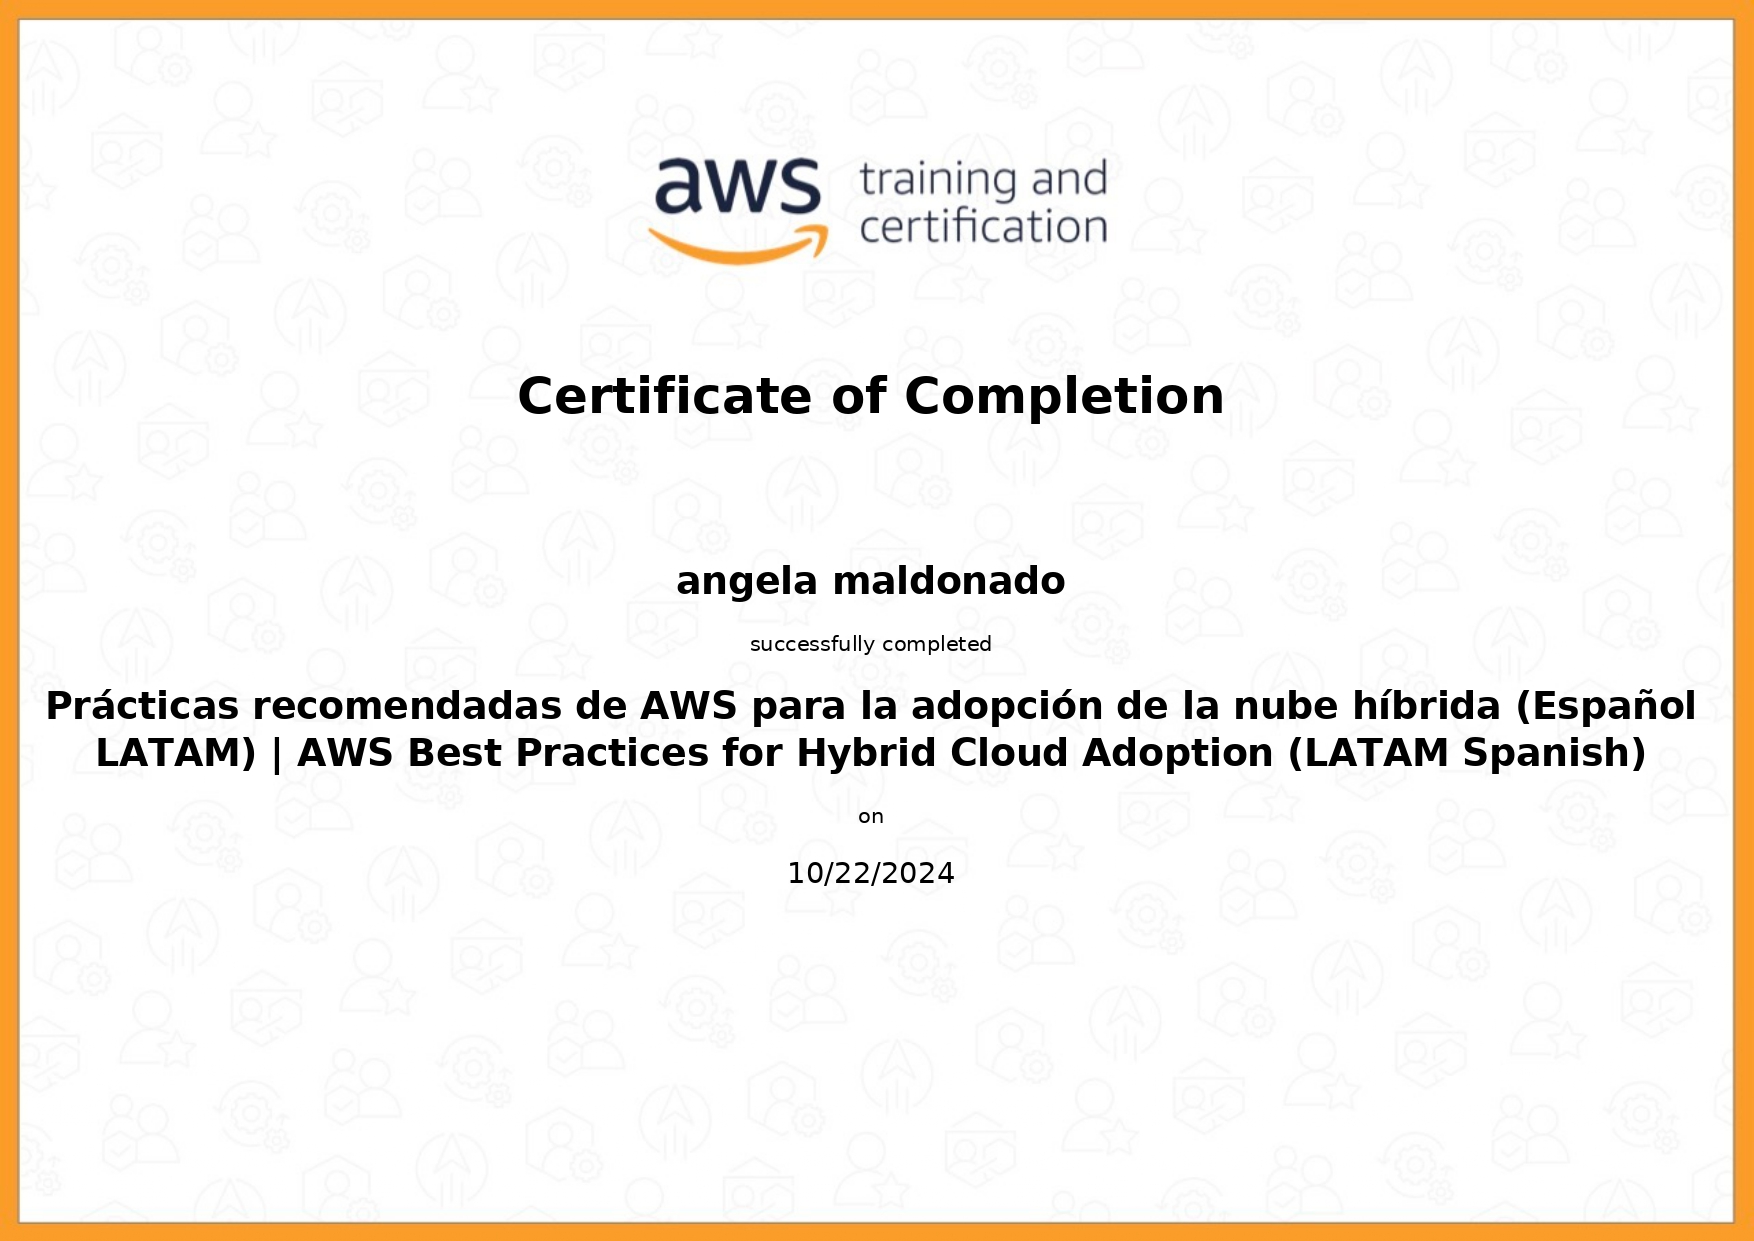 aws training and
certification
Certificate of Completion
angela maldonado
successfully completed
Prácticas recomendadas de AWS para la adopción de la nube híbrida (Español
LATAM) | AWS Best Practices for Hybrid Cloud Adoption (LATAM Spanish)
on
10/22/2024